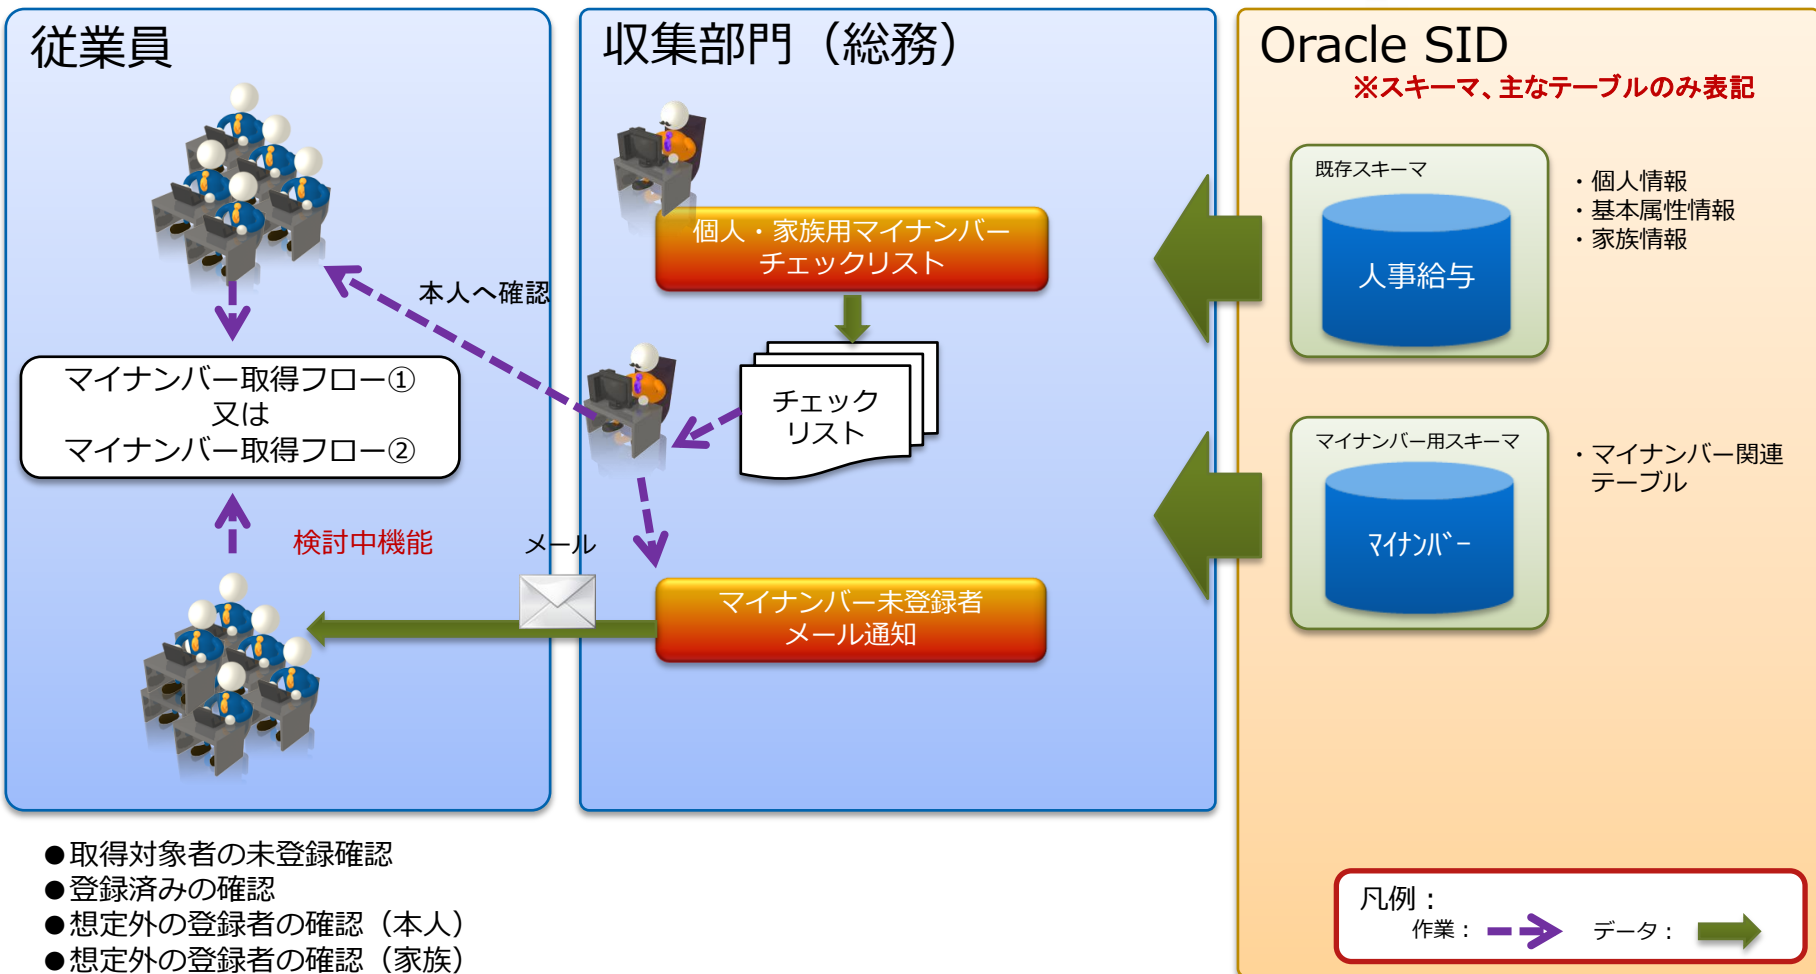 従業員
収集部門（総務）
Oracle SID
※スキーマ、主なテーブルのみ表記
個人・家族用マイナンバー
チェックリスト
既存スキーマ
人事給与
・個人情報
・基本属性情報
・家族情報
本人へ確認
マイナンバー取得フロー①
又は
マイナンバー取得フロー②
チェック
リスト
マイナンバー用スキーマ
ﾏｲﾅﾝﾊﾞｰ
・マイナンバー関連
テーブル
検討中機能
メール
マイナンバー未登録者
メール通知
●取得対象者の未登録確認
●登録済みの確認
●想定外の登録者の確認（本人）
●想定外の登録者の確認（家族）
凡例：
作業： データ：